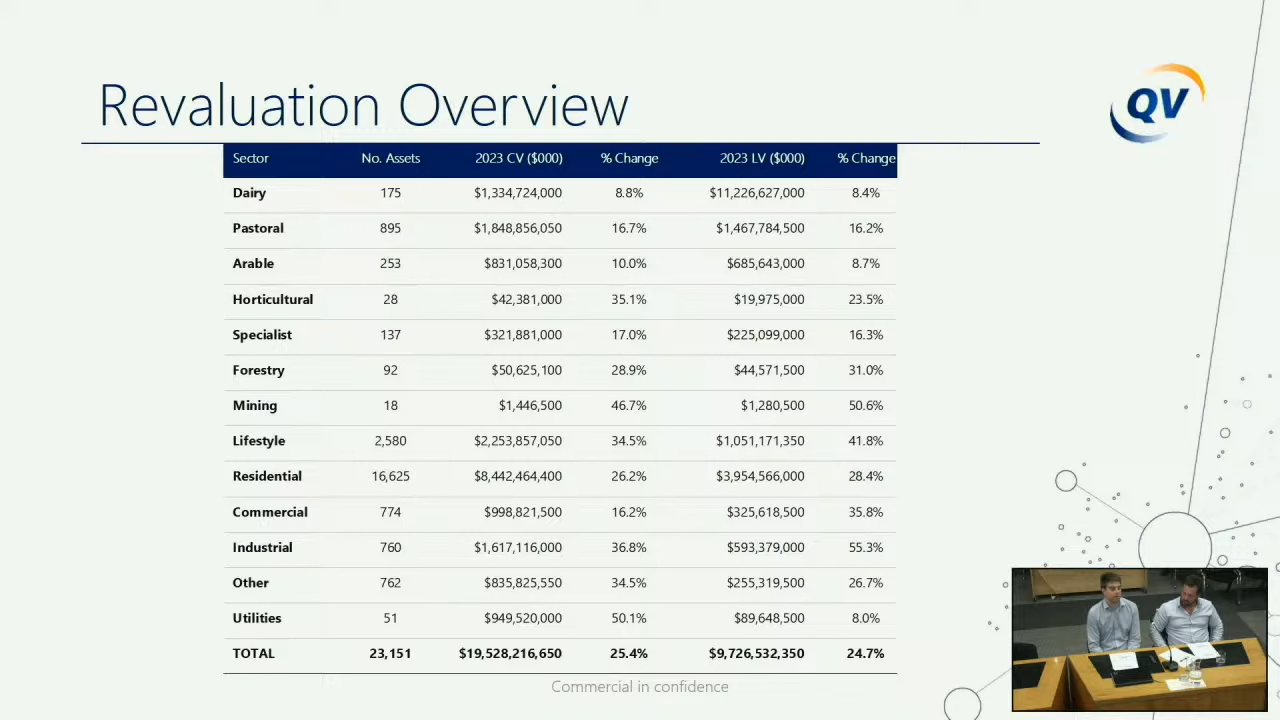 Revaluation Overview
QV
Sector No. Assets 2023 CV ($000) % Change 2023 LV ($000) % Change
Dairy 175 $1,334,724,000 8.8% $11,226,627,000 8.4%
Pastoral 895 $1,848,856,050 16.7% $1,467,784,500 16.2%
Arable 253 $831,058,300 10.0% $685,643,000 8.7%
Horticultural 28 $42,381,000 35.1% $19,975,000 23.5%
Specialist 137 $321,881,000 17.0% $225,099,000 16.3%
Forestry 92 $50,625,100 28.9% $44,571,500 31.0%
Mining 18 $1,446,500 46.7% $1,280,500 50.6%
Lifestyle 2,580 $2,253,857,050 34.5% $1,051,171,350 41.8%
Residential 16,625 $8,442,464,400 26.2% $3,954,566,000 28.4%
Commercial 774 $998,821,500 16.2% $325,618,500 35.8%
Industrial 760 $1,617,116,000 36.8% $593,379,000 55.3%
Other 762 $835,825,550 34.5% $255,319,500 26.7%
Utilities 51 $949,520,000 50.1% $89,648,500 8.0%
TOTAL 23,151 $19,528,216,650 25.4% $9,726,532,350 24.7%
Commercial in confidence